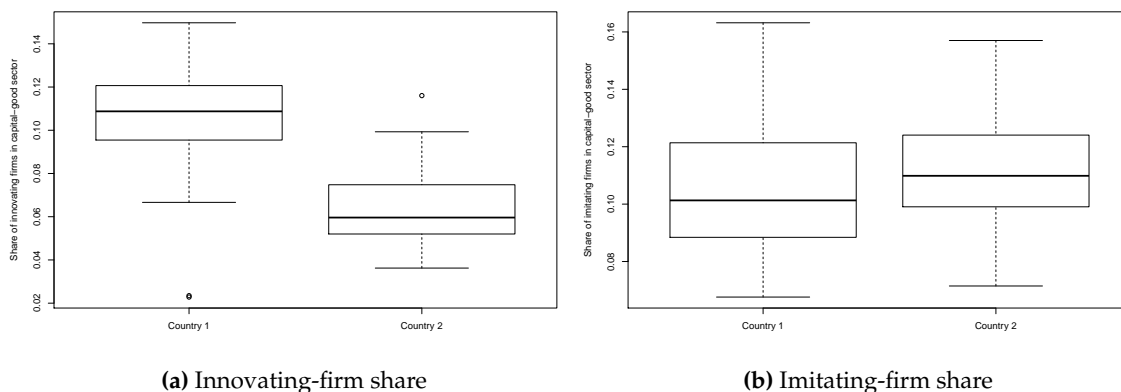 Share of innovating firms in capital−good sector
0.14
0.12
0.10
0.08
0.06
0.04
0.02
Country 1
Country 2
(a) Innovating-firm share
Share of imitating firms in capital−good sector
0.16
0.14
0.12
0.10
0.08
Country 1
Country 2
(b) Imitating-firm share